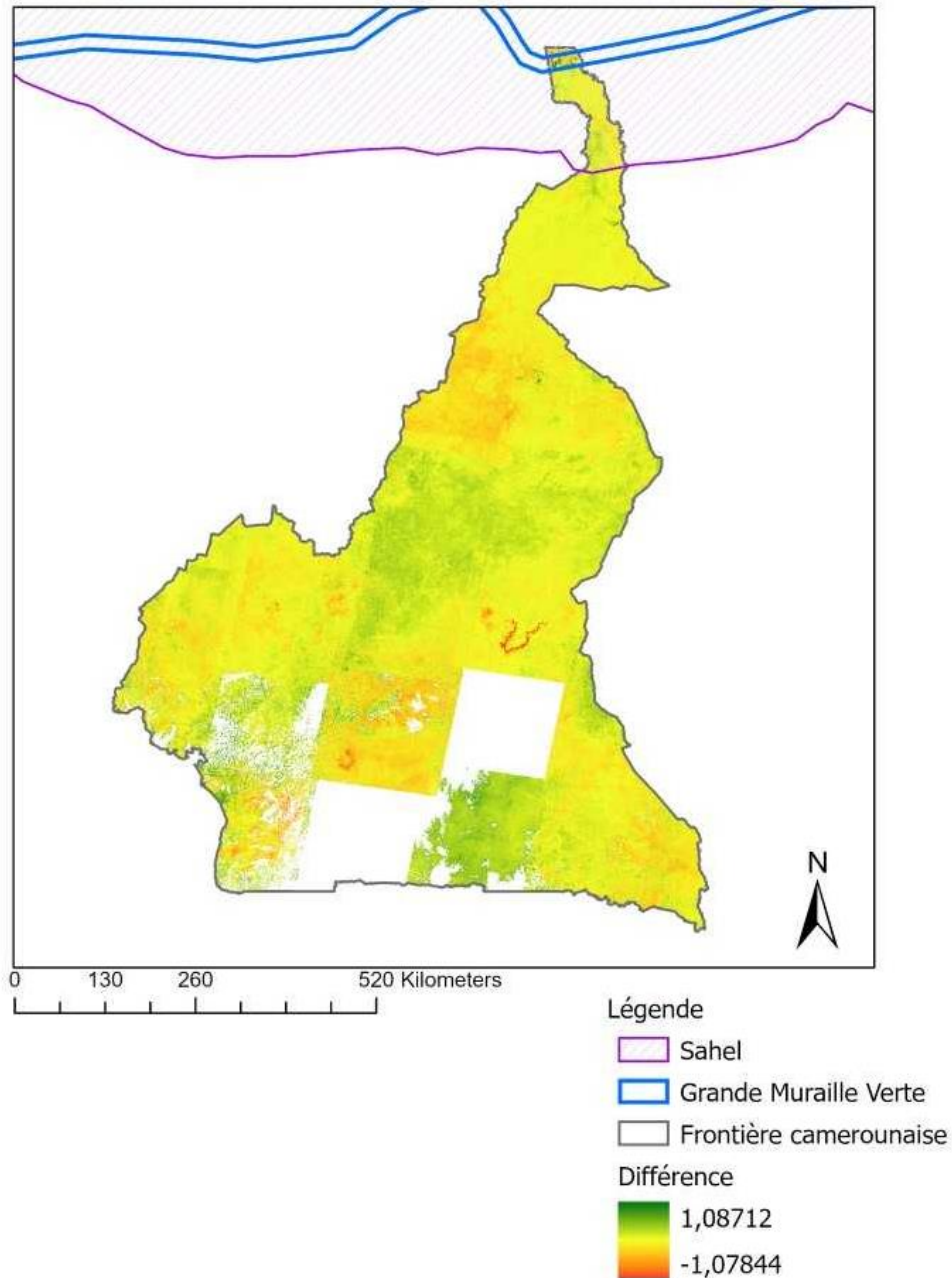 N
0 130 260 520 Kilometers
Légende
Sahel
Grande Muraille Verte
Frontière camerounaise
Différence
1,08712
-1,07844